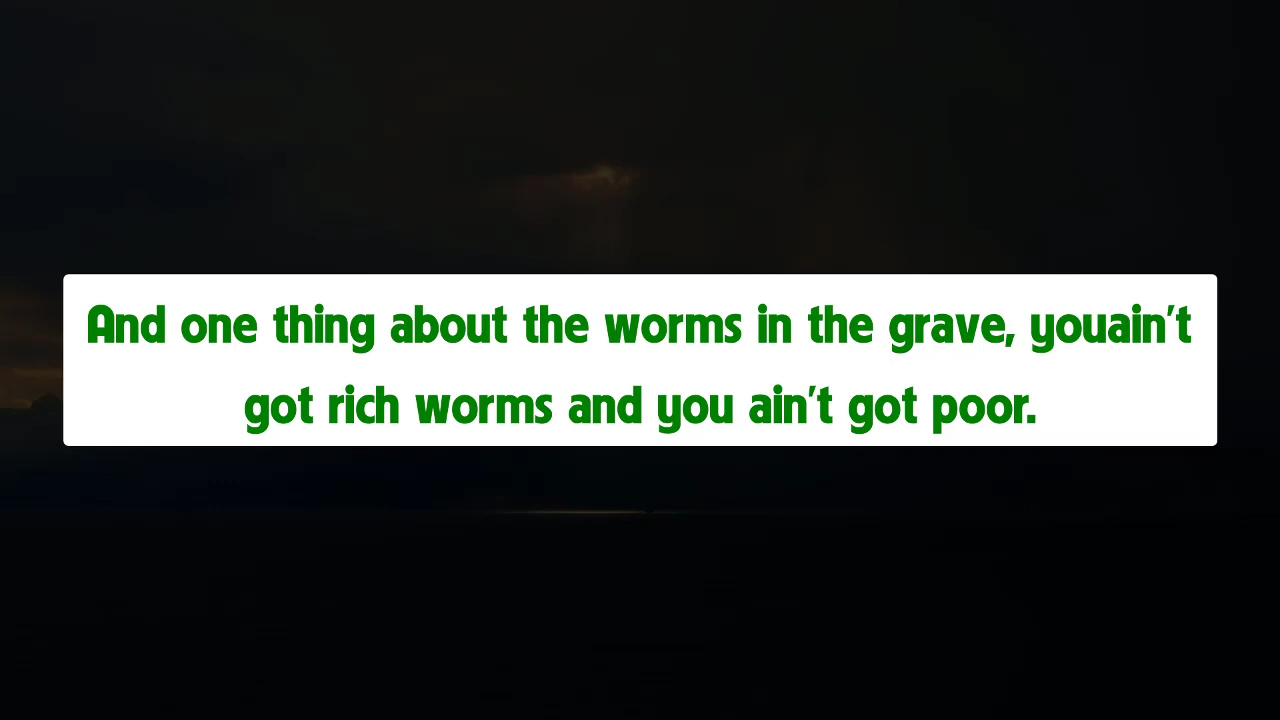 And one thing about the worms in the grave, youain't
got rich worms and you ain't got poor.